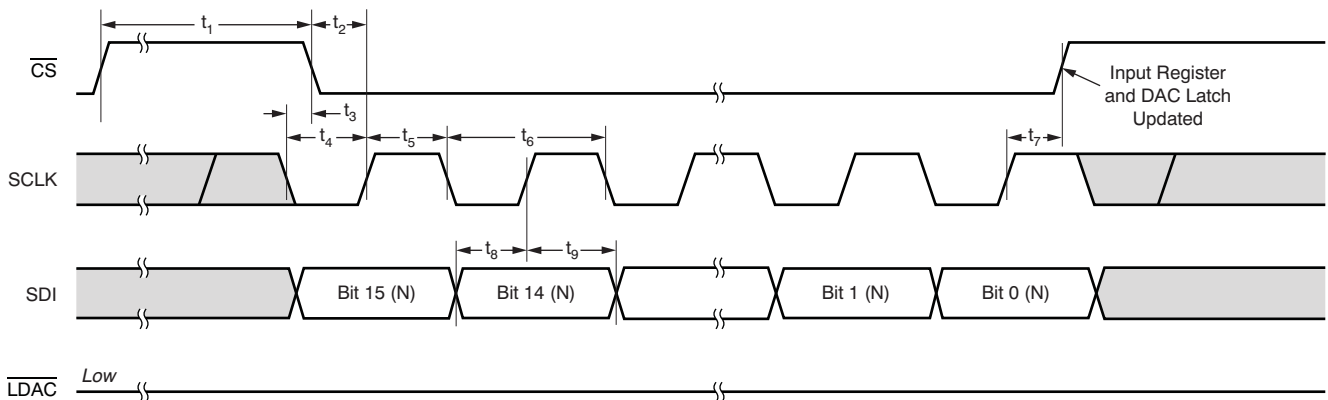 t1
t2
CS
Input Register
and DAC Latch
Updated
t3
t4
t5
t6
t7
SCLK
t8
t9
SDI
Bit 15 (N)
Bit 14 (N)
Bit 1 (N)
Bit 0 (N)
LDAC
Low